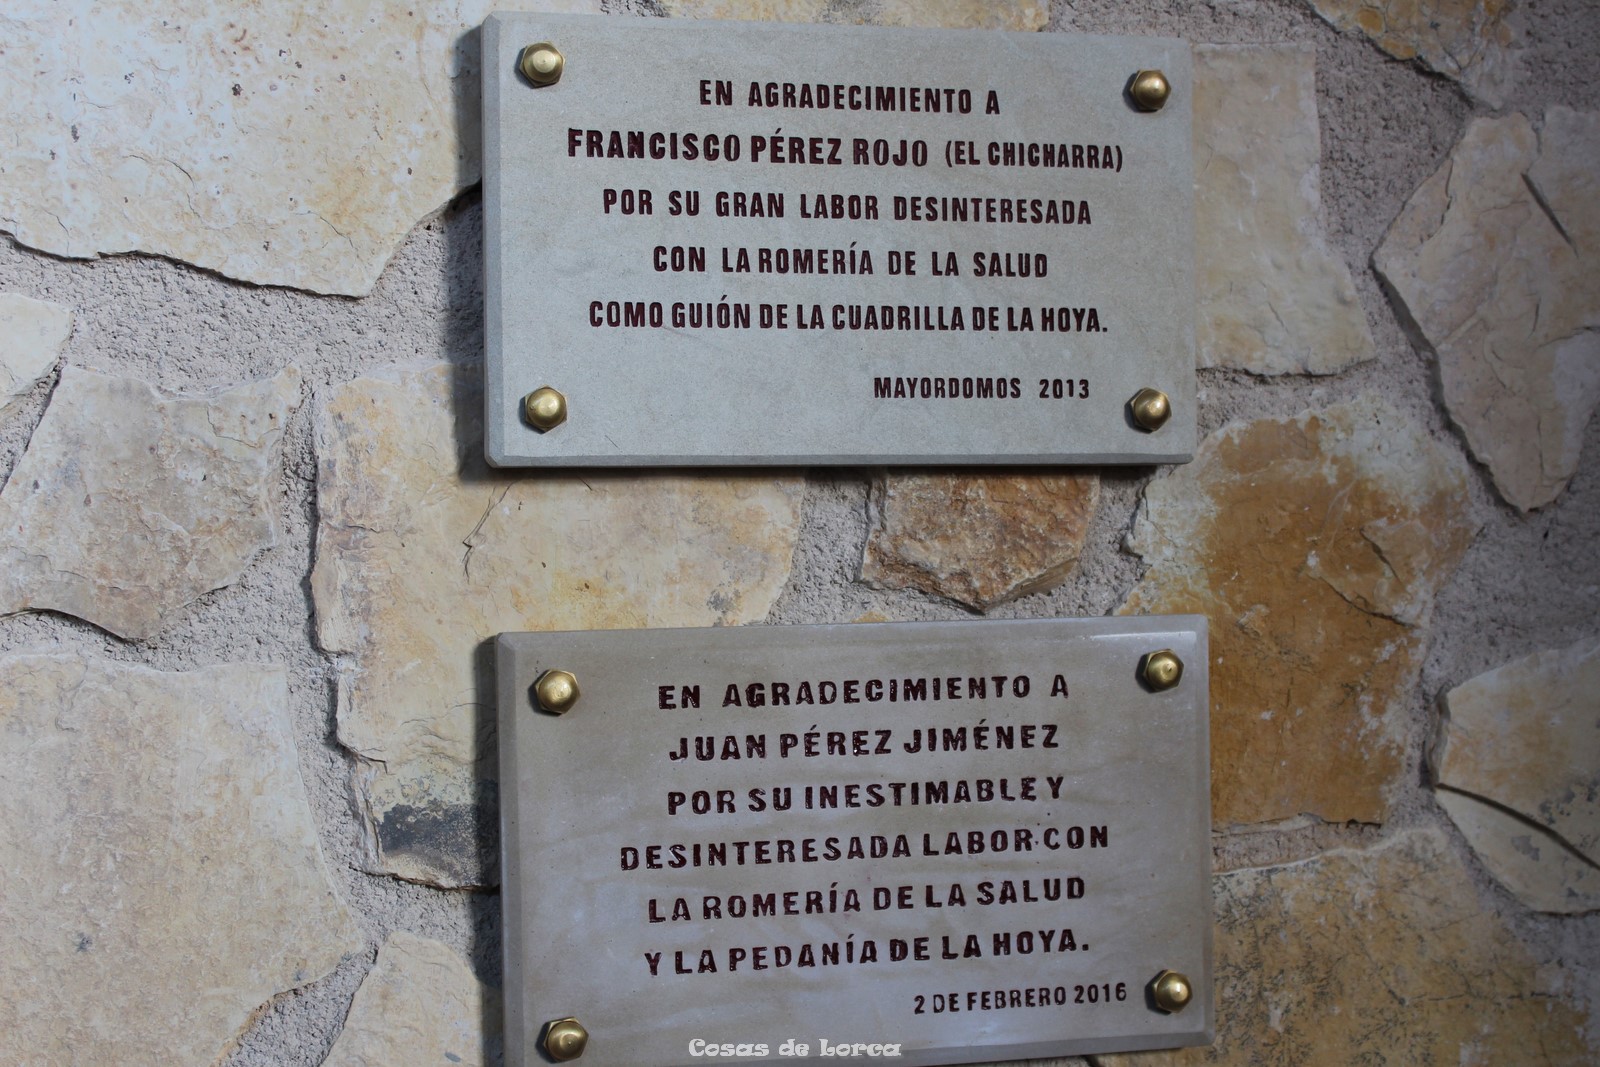 EN AGRADECIMIENTO A
FRANCISCO PÉREZ ROJO (EL CHICHARRA)
POR SU GRAN LABOR DESINTERESADA
CON LA ROMERÍA DE LA SALUD
COMO GUIÓN DE LA CUADRILLA DE LA HOYA.
MAYORDOMOS 2013
EN AGRADECIMIENTO A
JUAN PÉREZ JIMÉNEZ
POR SU INESTIMABLE Y
DESINTERESADA LABOR CON
LA ROMERÍA DE LA SALUD
Y LA PEDANÍA DE LA HOYA.
2 DE FEBRERO 2016
Cosas de Lorca